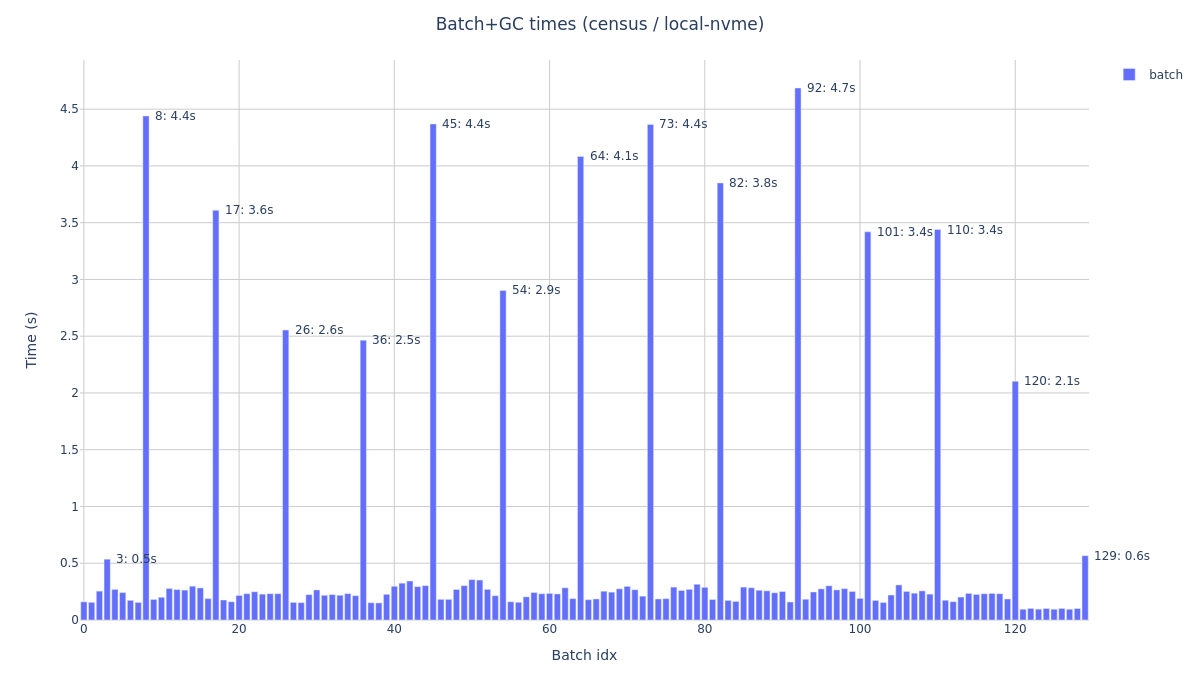 Batch+GC times (census / local-nvme)
batch
Time (s)
4.5
4
3.5
3
2.5
2
1.5
1
0.5
0
3: 0.5s
8: 4.4s
17: 3.6s
26: 2.6s
36: 2.5s
45: 4.4s
54: 2.9s
64: 4.1s
73: 4.4s
82: 3.8s
92: 4.7s
101: 3.4s
110: 3.4s
120: 2.1s
129: 0.6s
0 20 40 60 80 100 120
Batch idx